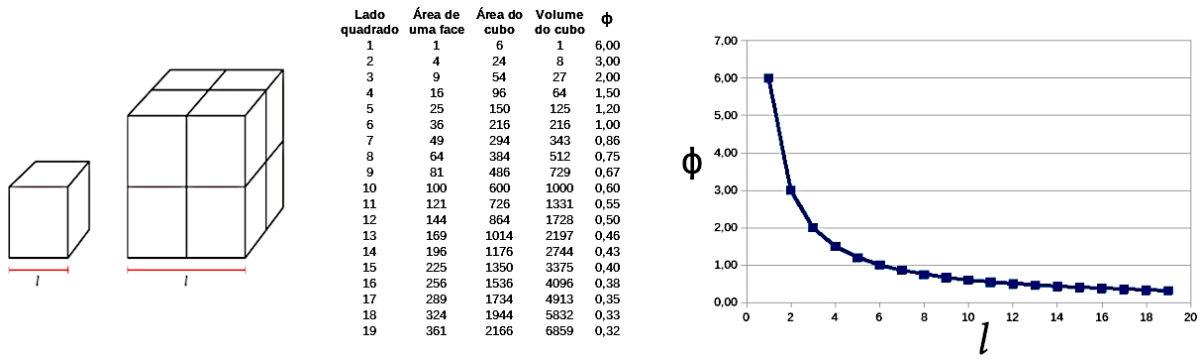 l
l
Lado quadrado Área de uma face Área do cubo Volume do cubo ϕ
1 1 6 1 6,00
2 4 24 8 3,00
3 9 54 27 2,00
4 16 96 64 1,50
5 25 150 125 1,20
6 36 216 216 1,00
7 49 294 343 0,86
8 64 384 512 0,75
9 81 486 729 0,67
10 100 600 1000 0,60
11 121 726 1331 0,55
12 144 864 1728 0,50
13 169 1014 2197 0,46
14 196 1176 2744 0,43
15 225 1350 3375 0,40
16 256 1536 4096 0,38
17 289 1734 4913 0,35
18 324 1944 5832 0,33
19 361 2166 6859 0,32
7,00
6,00
5,00
4,00
3,00
2,00
1,00
0,00
ϕ
0 2 4 6 8 10 12 14 16 18 20
l